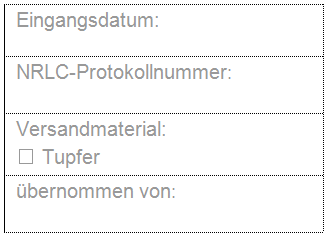 Eingangsdatum:
NRLC-Protokollnummer:
Versandmaterial:
☐ Tupfer
übernommen von: